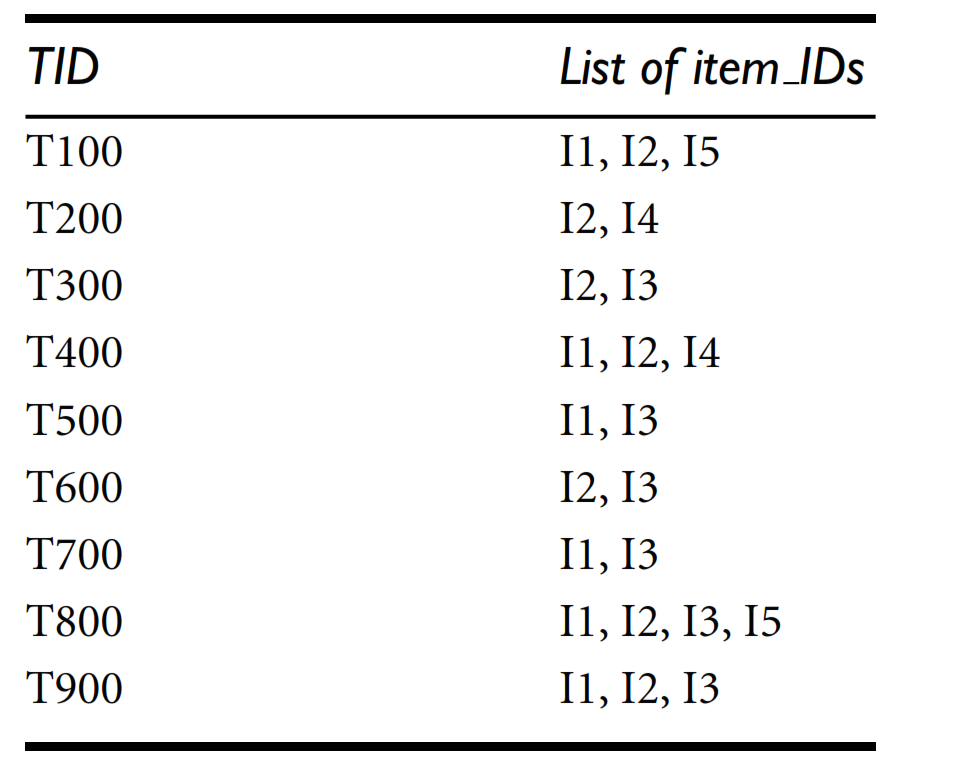 TID List of item_IDs
T100 I1, I2, I5
T200 I2, I4
T300 I2, I3
T400 I1, I2, I4
T500 I1, I3
T600 I2, I3
T700 I1, I3
T800 I1, I2, I3, I5
T900 I1, I2, I3